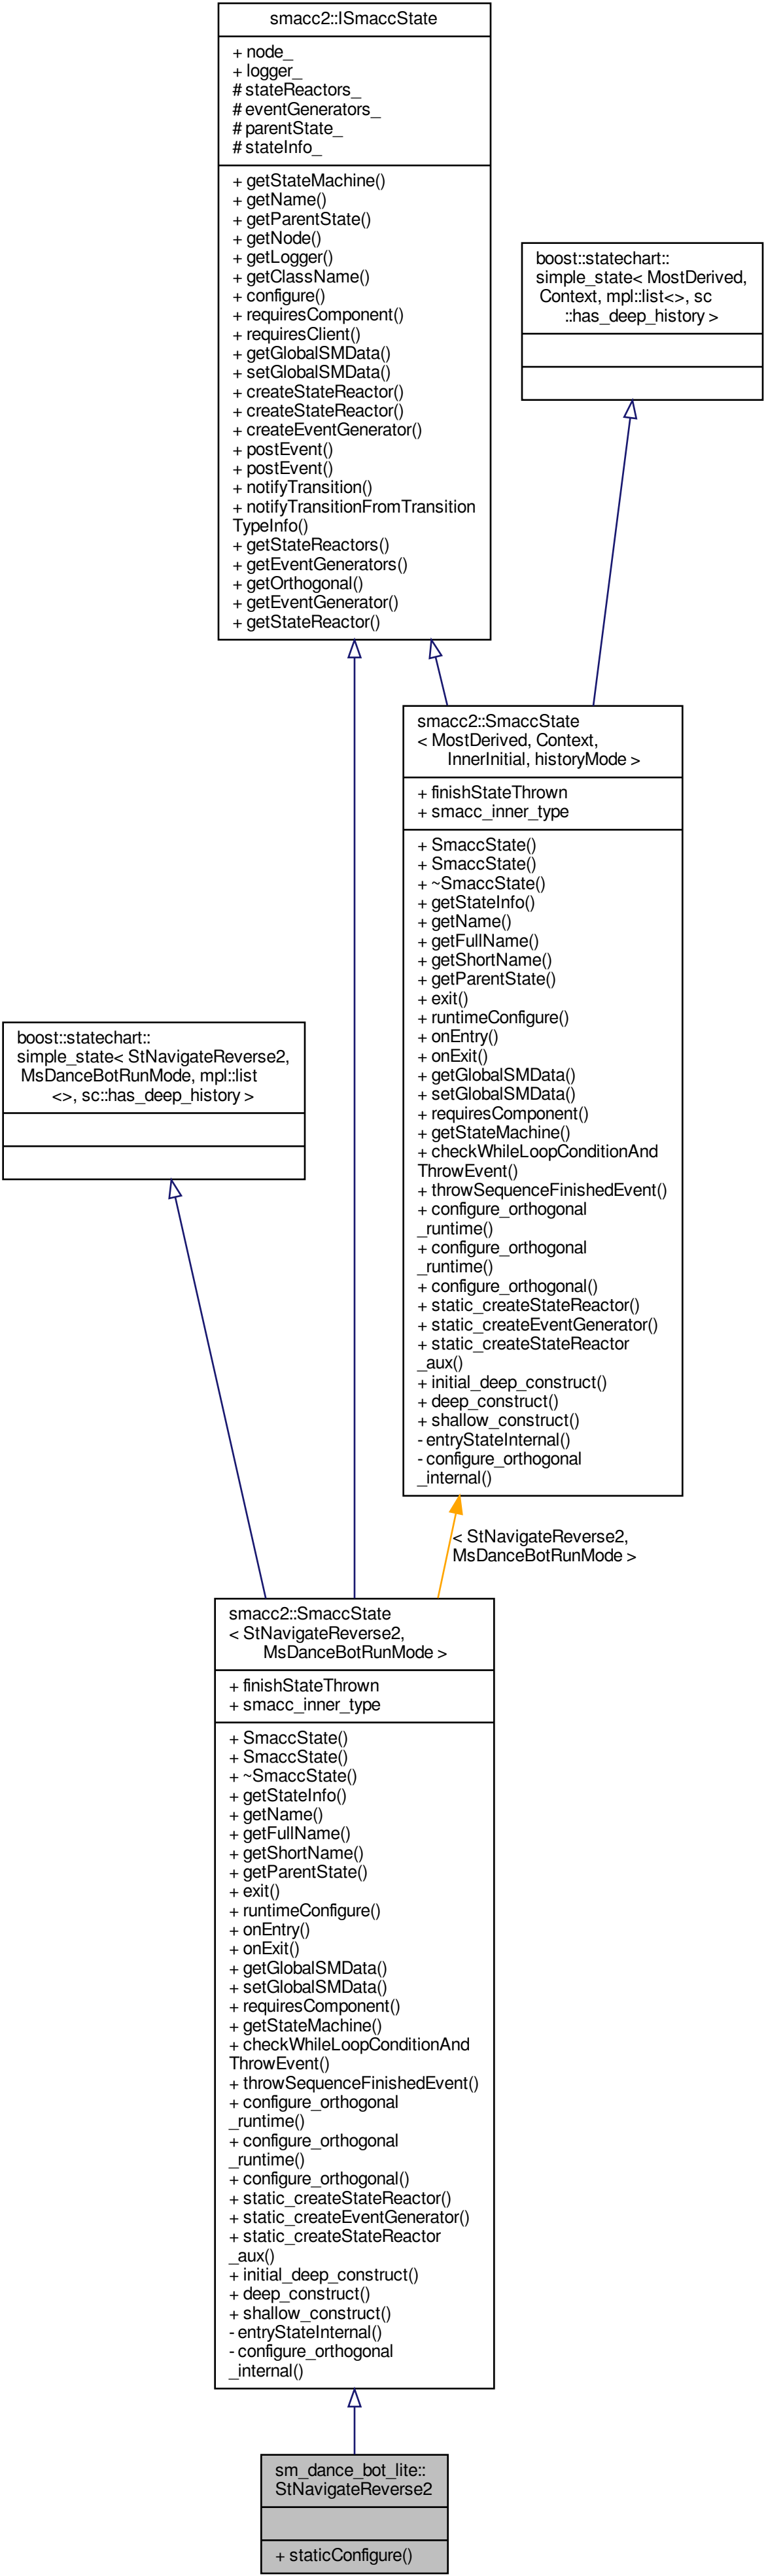 smacc2::ISmaccState
+ node_
+ logger_
# stateReactors_
# eventGenerators_
# parentState_
# stateInfo_
+ getStateMachine()
+ getName()
+ getParentState()
+ getNode()
+ getLogger()
+ getClassName()
+ configure()
+ requiresComponent()
+ requiresClient()
+ getGlobalSMData()
+ setGlobalSMData()
+ createStateReactor()
+ createStateReactor()
+ createEventGenerator()
+ postEvent()
+ postEvent()
+ notifyTransition()
+ notifyTransitionFromTransition
TypeInfo()
+ getStateReactors()
+ getEventGenerators()
+ getOrthogonal()
+ getEventGenerator()
+ getStateReactor()
boost::statechart::
simple_state< MostDerived,
Context, mpl::list<>, sc
::has_deep_history >
smacc2::SmaccState
< MostDerived, Context,
InnerInitial, historyMode >
+ finishStateThrown
+ smacc_inner_type
+ SmaccState()
+ SmaccState()
+ ~SmaccState()
+ getStateInfo()
+ getName()
+ getFullName()
+ getShortName()
+ getParentState()
+ exit()
+ runtimeConfigure()
+ onEntry()
+ onExit()
+ getGlobalSMData()
+ setGlobalSMData()
+ requiresComponent()
+ getStateMachine()
+ checkWhileLoopConditionAnd
ThrowEvent()
+ throwSequenceFinishedEvent()
+ configure_orthogonal
_runtime()
+ configure_orthogonal
_runtime()
+ configure_orthogonal()
+ static_createStateReactor()
+ static_createEventGenerator()
+ static_createStateReactor
_aux()
+ initial_deep_construct()
+ deep_construct()
+ shallow_construct()
- entryStateInternal()
- configure_orthogonal
_internal()
boost::statechart::
simple_state< StNavigateReverse2,
MsDanceBotRunMode, mpl::list
<>, sc::has_deep_history >
< StNavigateReverse2,
MsDanceBotRunMode >
smacc2::SmaccState
< StNavigateReverse2,
MsDanceBotRunMode >
+ finishStateThrown
+ smacc_inner_type
+ SmaccState()
+ SmaccState()
+ ~SmaccState()
+ getStateInfo()
+ getName()
+ getFullName()
+ getShortName()
+ getParentState()
+ exit()
+ runtimeConfigure()
+ onEntry()
+ onExit()
+ getGlobalSMData()
+ setGlobalSMData()
+ requiresComponent()
+ getStateMachine()
+ checkWhileLoopConditionAnd
ThrowEvent()
+ throwSequenceFinishedEvent()
+ configure_orthogonal
_runtime()
+ configure_orthogonal
_runtime()
+ configure_orthogonal()
+ static_createStateReactor()
+ static_createEventGenerator()
+ static_createStateReactor
_aux()
+ initial_deep_construct()
+ deep_construct()
+ shallow_construct()
- entryStateInternal()
- configure_orthogonal
_internal()
sm_dance_bot_lite::
StNavigateReverse2
+ staticConfigure()